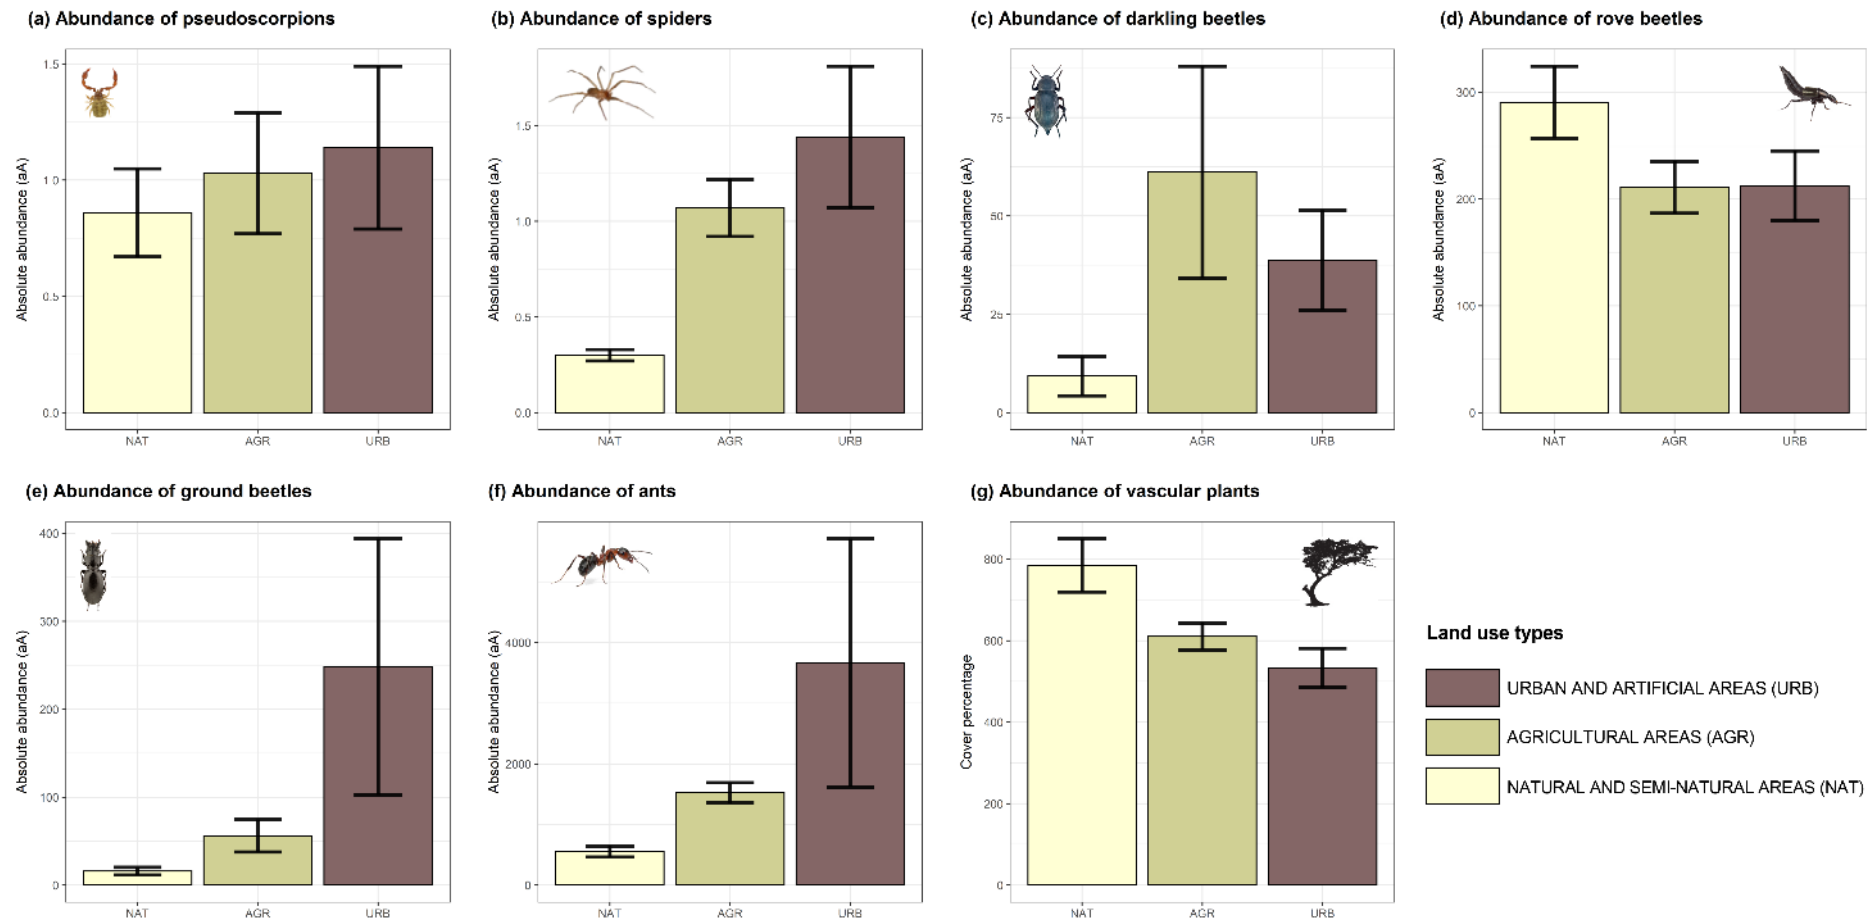 (a) Abundance of pseudoscorpions
(b) Abundance of spiders
(c) Abundance of darkling beetles
(d) Abundance of rove beetles
Absolute abundance (aA)
1.5
1.0
0.5
0.0
NAT AGR URB
Absolute abundance (aA)
1.5
1.0
0.5
0.0
NAT AGR URB
Absolute abundance (aA)
75
50
25
0
NAT AGR URB
Absolute abundance (aA)
300
200
100
0
NAT AGR URB
(e) Abundance of ground beetles
(f) Abundance of ants
(g) Abundance of vascular plants
Absolute abundance (aA)
400
300
200
100
0
NAT AGR URB
Absolute abundance (aA)
4000
2000
0
NAT AGR URB
Cover percentage
800
600
400
200
0
NAT AGR URB
Land use types
URBAN AND ARTIFICIAL AREAS (URB)
AGRICULTURAL AREAS (AGR)
NATURAL AND SEMI-NATURAL AREAS (NAT)